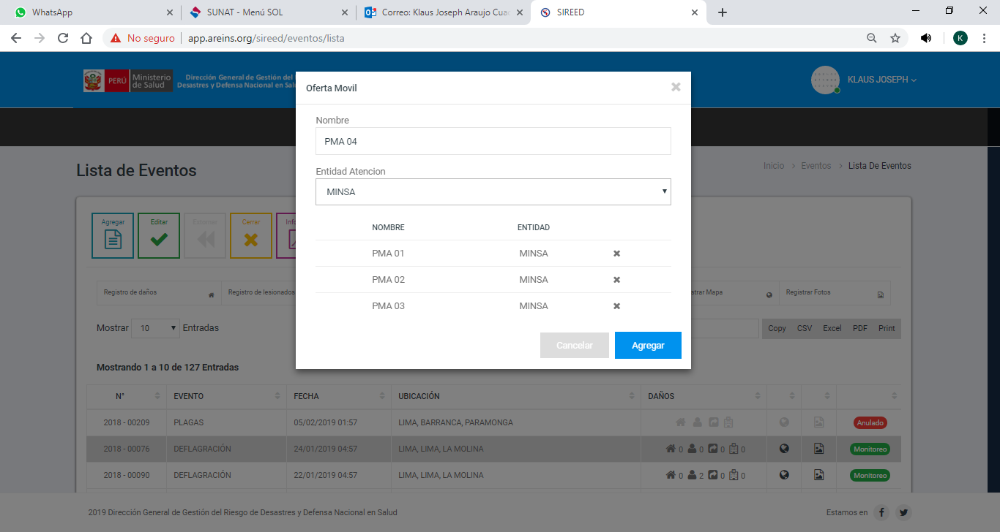 WhatsApp
SUNAT - Menú SOL
Correo: Klaus Joseph Araujo Cua
SIREED
No seguro
app.areins.org/sireed/eventos/lista
K
PERÚ
Ministerio
de Salud
Dirección General de Gestión del
Desastres y Defensa Nacional en
KLAUS JOSEPH
Oferta Movil
Nombre
PMA 04
Entidad Atencion
MINSA
NOMBRE ENTIDAD
PMA 01 MINSA
PMA 02 MINSA
PMA 03 MINSA
Cancelar
Agregar
Lista de Eventos
Inicio > Eventos > Lista De Eventos
Agregar
Editar
Cerrar
Registro de daños
Registro de lesionados
Registrar Fotos
Mostrar 10 Entradas
Copy CSV Excel PDF Print
Mostrando 1 a 10 de 127 Entradas
N° EVENTO FECHA UBICACIÓN DAÑOS
2018 - 00209 PLAGAS 05/02/2019 01:57 LIMA, BARRANCA, PARAMONGA Anulado
2018 - 00076 DEFLAGRACIÓN 24/01/2019 04:57 LIMA, LIMA, LA MOLINA 0 0 0 0 Monitoreo
2018 - 00090 DEFLAGRACIÓN 22/01/2019 04:57 LIMA, LIMA, LA MOLINA 0 2 0 0 Monitoreo
2019 Dirección General de Gestión del Riesgo de Desastres y Defensa Nacional en Salud
Estamos en